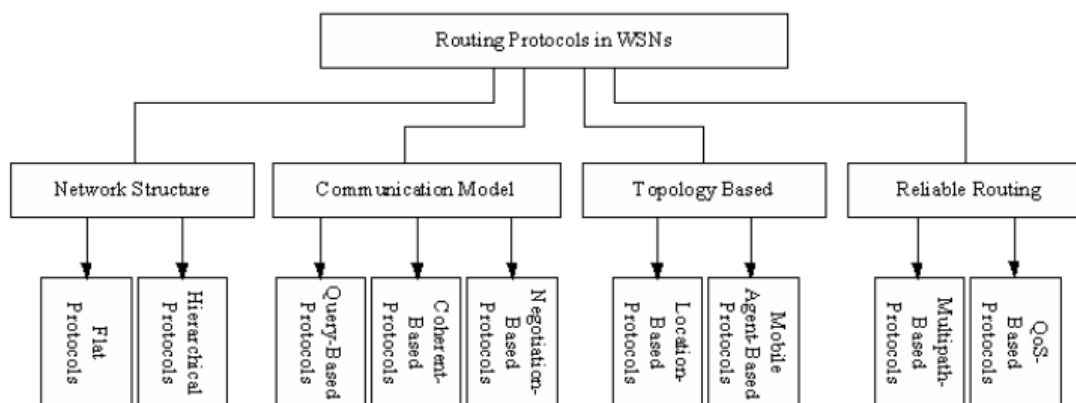 Routing Protocols in WSNs
Network Structure
Communication Model
Topology Based
Reliable Routing
Flat
Protocols
Hierarchical
Protocols
Query-Based
Protocols
Coherent-
Based
Protocols
Negotiation-
Based
Protocols
Location-
Based
Protocols
Mobile
Agent-Based
Protocols
Multipath-
Based
Protocols
QoS-
Based
Protocols